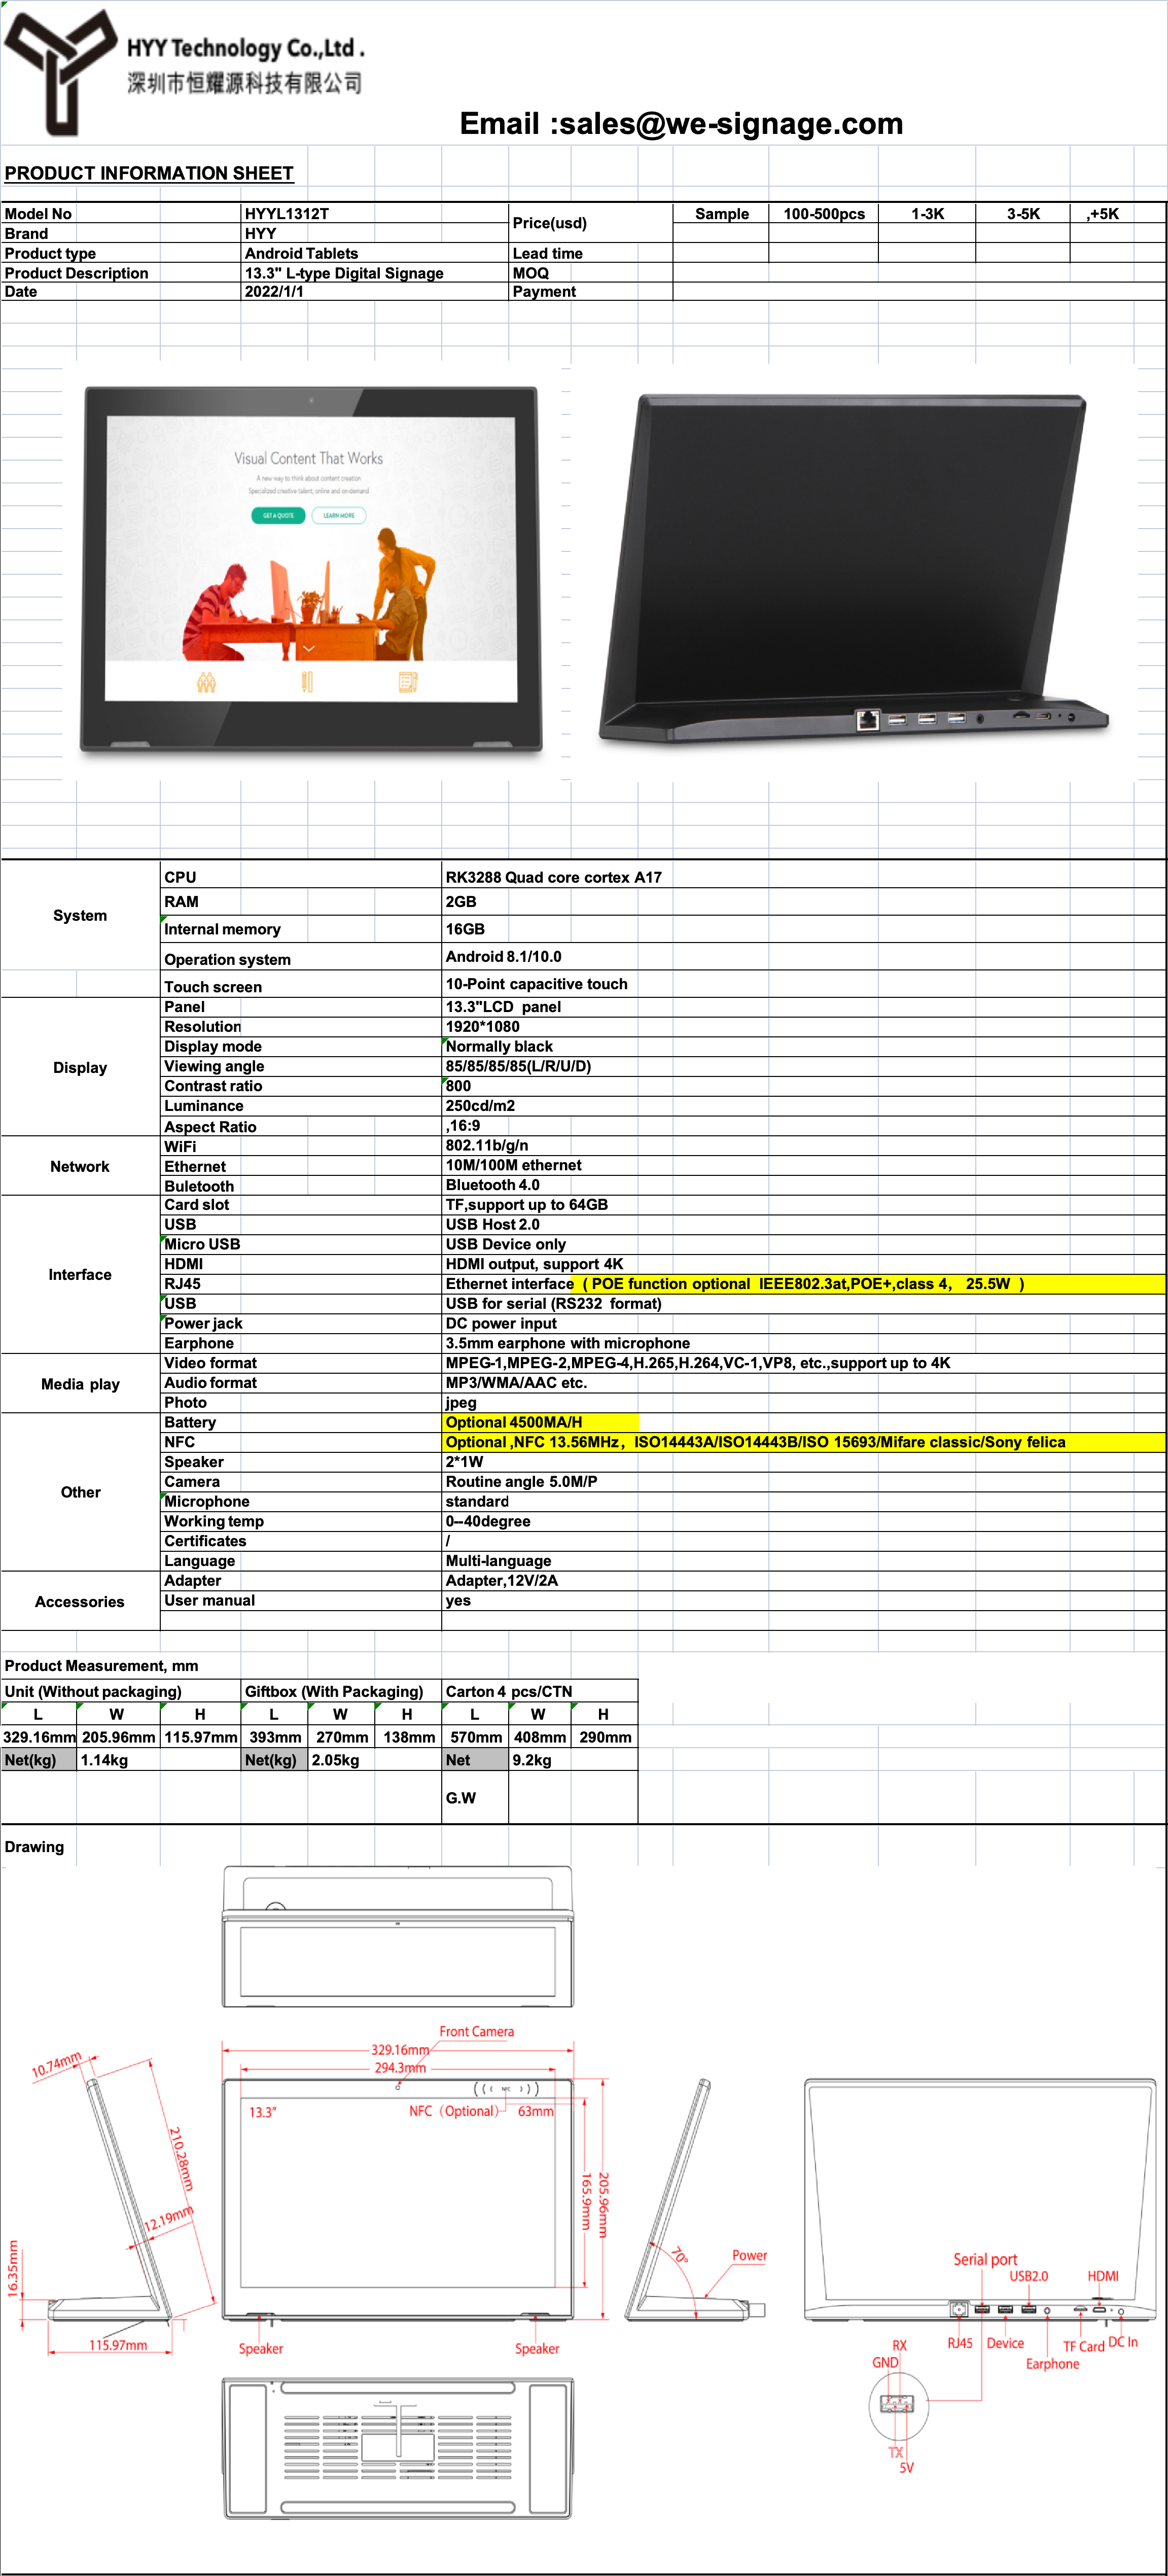 HYY Technology Co.,Ltd .
深圳市恒耀源科技有限公司
Email :sales@we-signage.com
PRODUCT INFORMATION SHEET
Model No HYYL1312T Price(usd) Sample 100-500pcs 1-3K 3-5K ,+5K
Brand HYY
Product type Android Tablets Lead time
Product Description 13.3" L-type Digital Signage MOQ
Date 2022/1/1 Payment
Visual Content That Works
A new way to think about content creation
Specialized creative talent, online and on-demand
GET A QUOTE LEARN MORE
System
CPU RK3288 Quad core cortex A17
RAM 2GB
Internal memory 16GB
Operation system Android 8.1/10.0
Touch screen 10-Point capacitive touch
Display
Panel 13.3"LCD panel
Resolution 1920*1080
Display mode Normally black
Viewing angle 85/85/85/85(L/R/U/D)
Contrast ratio 800
Luminance 250cd/m2
Aspect Ratio ,16:9
Network
WiFi 802.11b/g/n
Ethernet 10M/100M ethernet
Buletooth Bluetooth 4.0
Interface
Card slot TF,support up to 64GB
USB USB Host 2.0
Micro USB USB Device only
HDMI HDMI output, support 4K
RJ45 Ethernet interface ( POE function optional IEEE802.3at,POE+,class 4, 25.5W )
USB USB for serial (RS232 format)
Power jack DC power input
Earphone 3.5mm earphone with microphone
Media play
Video format MPEG-1,MPEG-2,MPEG-4,H.265,H.264,VC-1,VP8, etc.,support up to 4K
Audio format MP3/WMA/AAC etc.
Photo jpeg
Other
Battery Optional 4500MA/H
NFC Optional ,NFC 13.56MHz, ISO14443A/ISO14443B/ISO 15693/Mifare classic/Sony felica
Speaker 2*1W
Camera Routine angle 5.0M/P
Microphone standard
Working temp 0--40degree
Certificates /
Language Multi-language
Accessories
Adapter Adapter,12V/2A
User manual yes
Product Measurement, mm
Unit (Without packaging) Giftbox (With Packaging) Carton 4 pcs/CTN
L W H L W H L W H
329.16mm 205.96mm 115.97mm 393mm 270mm 138mm 570mm 408mm 290mm
Net(kg) 1.14kg Net(kg) 2.05kg Net 9.2kg
G.W
Drawing
Front Camera
329.16mm
294.3mm
10.74mm
210.28mm
12.19mm
16.35mm
115.97mm
NFC
13.3"
NFC（Optional） 63mm
165.9mm
205.96mm
Speaker Speaker
70°
Power
Serial port
USB2.0 HDMI
RJ45 Device Earphone TF Card DC In
RX
GND
TX
5V